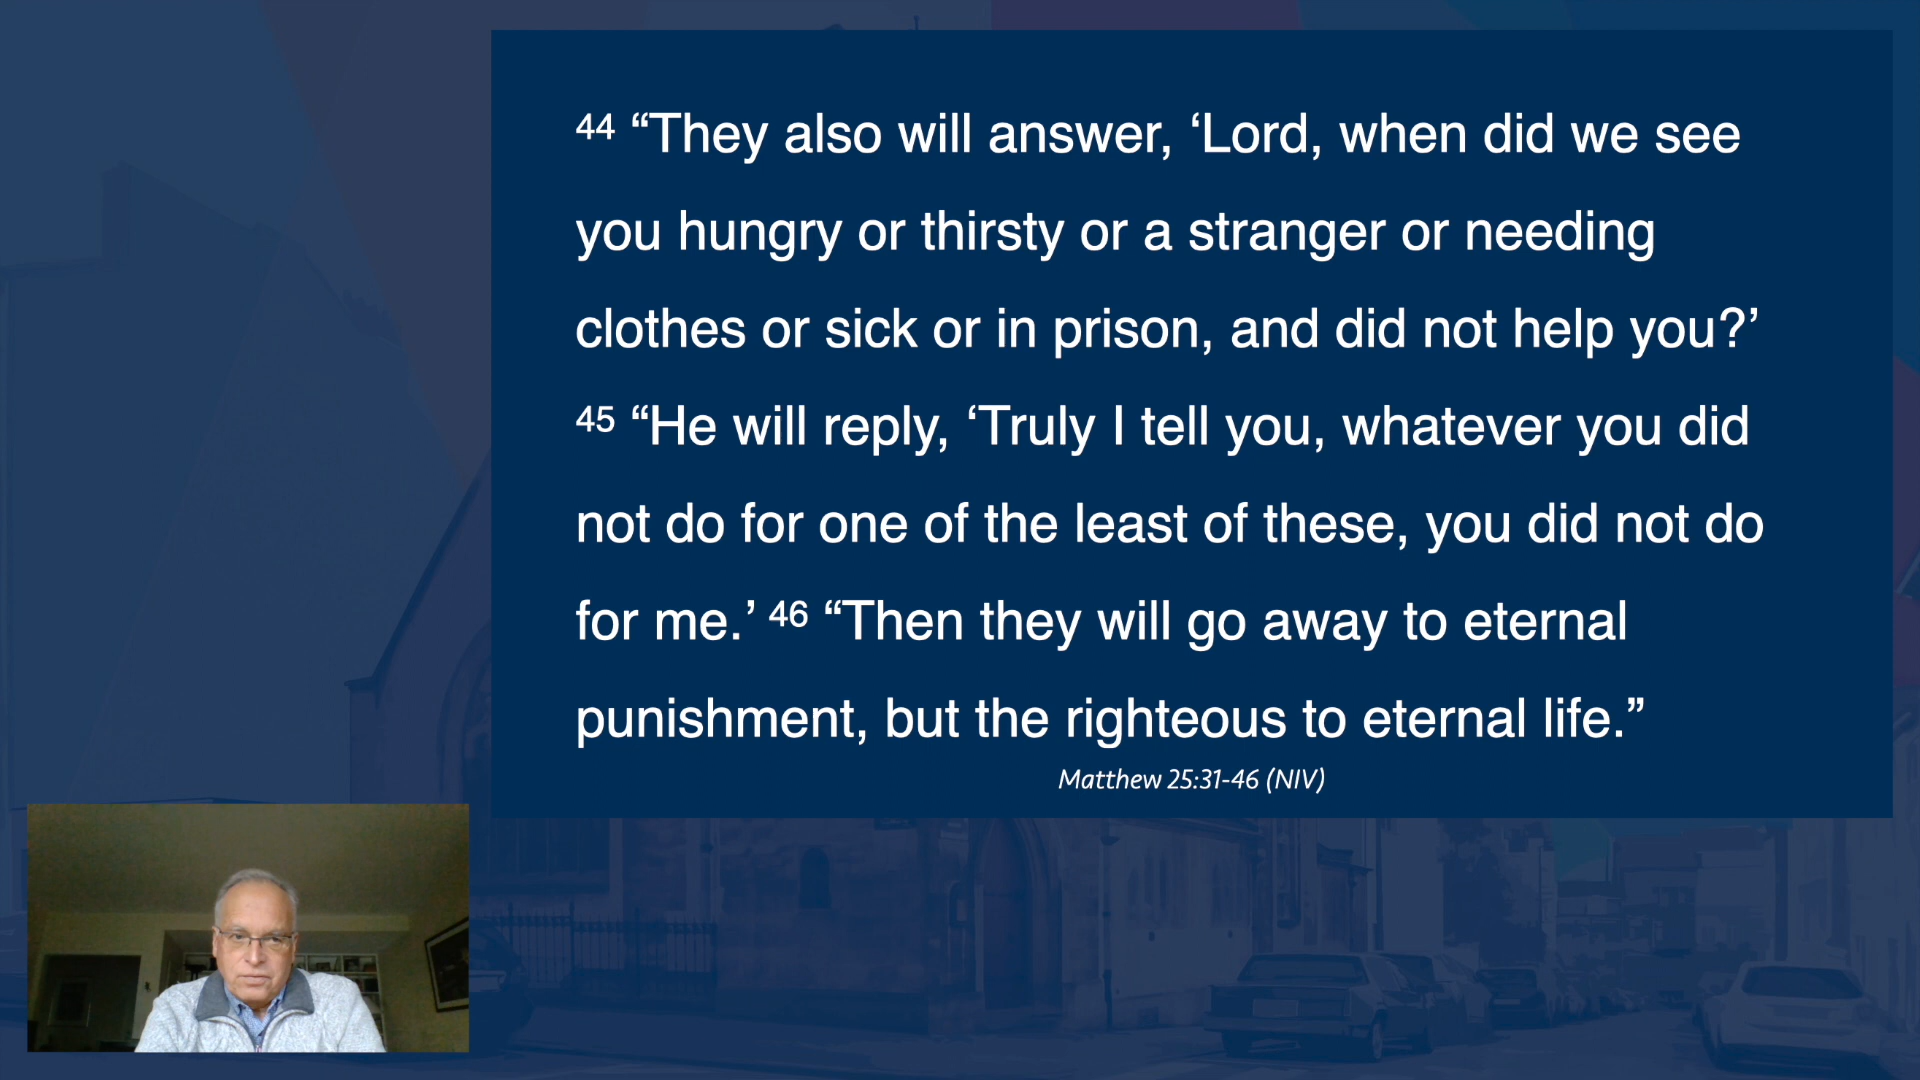 44 “They also will answer, ‘Lord, when did we see
you hungry or thirsty or a stranger or needing
clothes or sick or in prison, and did not help you?’
45 “He will reply, ‘Truly I tell you, whatever you did
not do for one of the least of these, you did not do
for me.’ 46 “Then they will go away to eternal
punishment, but the righteous to eternal life.”
Matthew 25:31-46 (NIV)